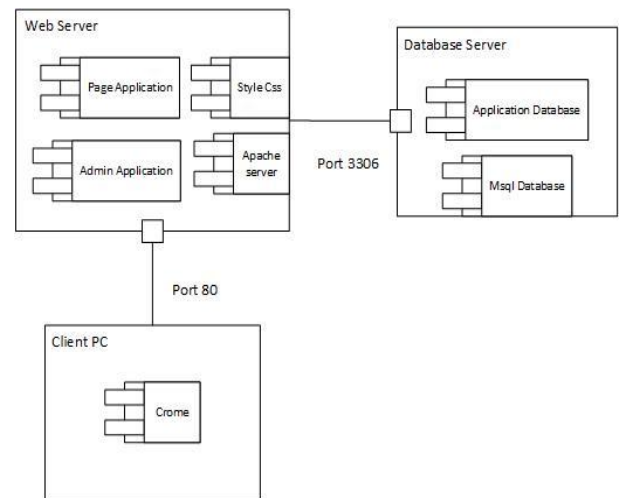 Web Server
Page Application
Style Css
Admin Application
Apache
server
Database Server
Application Database
Msql Database
Port 3306
Port 80
Client PC
Crome